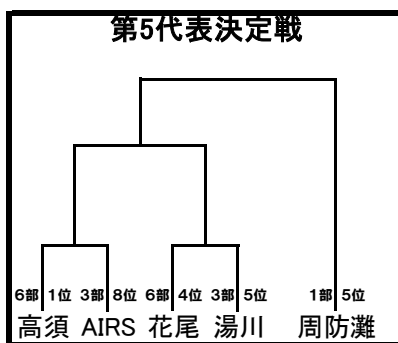 第5代表決定戦
6部 1位 3部 8位 6部 4位 3部 5位 1部 5位
高須 AIRS 花尾 湯川 周防灘